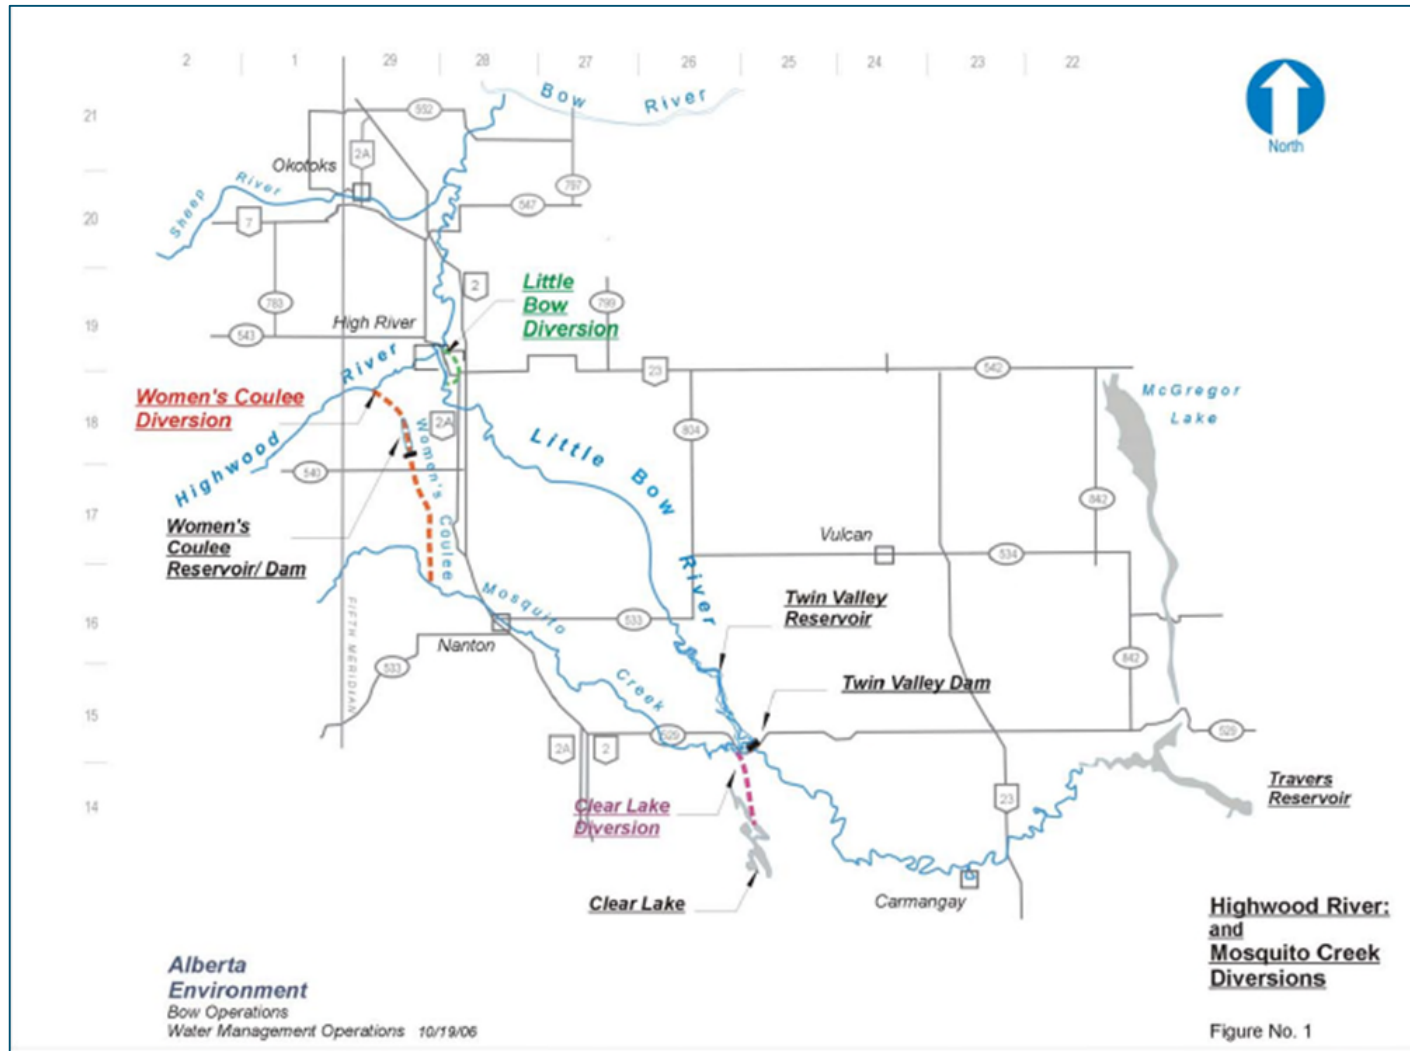 2 1 29 28 27 26 25 24 23 22
Bow River
21
552
North
2A
Okotoks
797
Sheep River
547
20
7
2
Little
Bow
Diversion
783
799
19
High River
543
River
23
542
McGregor
Lake
Women's Coulee
Diversion
18
2A
804
Little Bow River
Highwood
Women's Coulee
540
842
17
Women's
Coulee
Reservoir/ Dam
Vulcan
534
Mosquito Creek
Twin Valley
Reservoir
FIFTH MERIDIAN
16
533
Nanton
533
842
Twin Valley Dam
15
2A 2
529
529
Travers
Reservoir
14
Clear Lake
Diversion
23
Clear Lake
Carmangay
Highwood River:
and
Mosquito Creek
Diversions
Alberta
Environment
Bow Operations
Water Management Operations 10/19/06
Figure No. 1